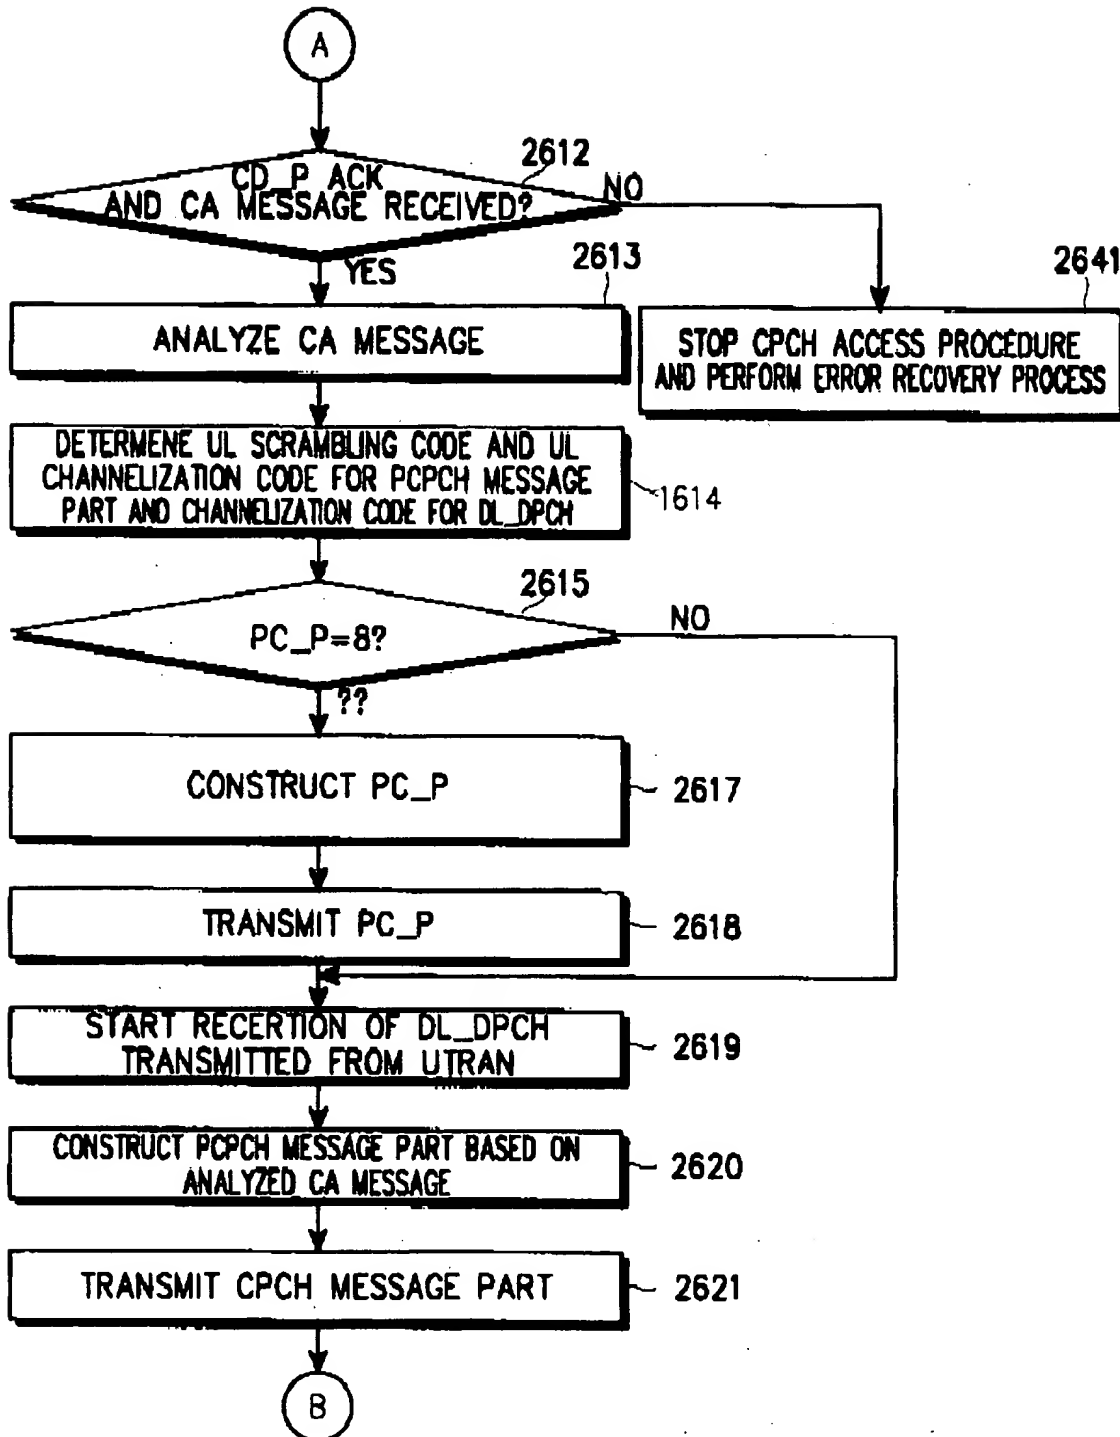 A
2612
CD_P ACK
AND CA MESSAGE RECEIVED?
NO
YES
2613
2641
ANALYZE CA MESSAGE
STOP CPCH ACCESS PROCEDURE
AND PERFORM ERROR RECOVERY PROCESS
DETERMENE UL SCRAMBLING CODE AND UL
CHANNELIZATION CODE FOR PCPCH MESSAGE
PART AND CHANNELIZATION CODE FOR DL_DPCH
1614
2615
NO
PC_P=8?
??
CONSTRUCT PC_P
2617
TRANSMIT PC_P
2618
START RECERTION OF DL_DPCH
TRANSMITTED FROM UTRAN
2619
CONSTRUCT PCPCH MESSAGE PART BASED ON
ANALYZED CA MESSAGE
2620
TRANSMIT CPCH MESSAGE PART
2621
B